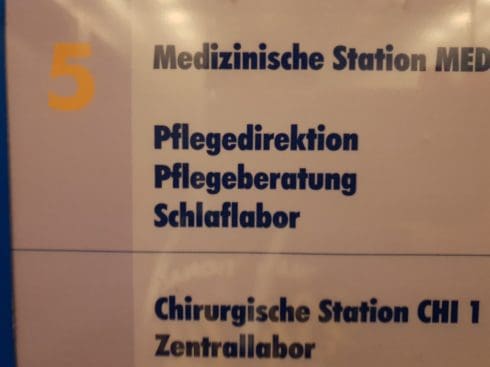 5 Medizinische Station MED
Pflegedirektion
Pflegeberatung
Schlaflabor
Chirurgische Station CHI 1
Zentrallabor